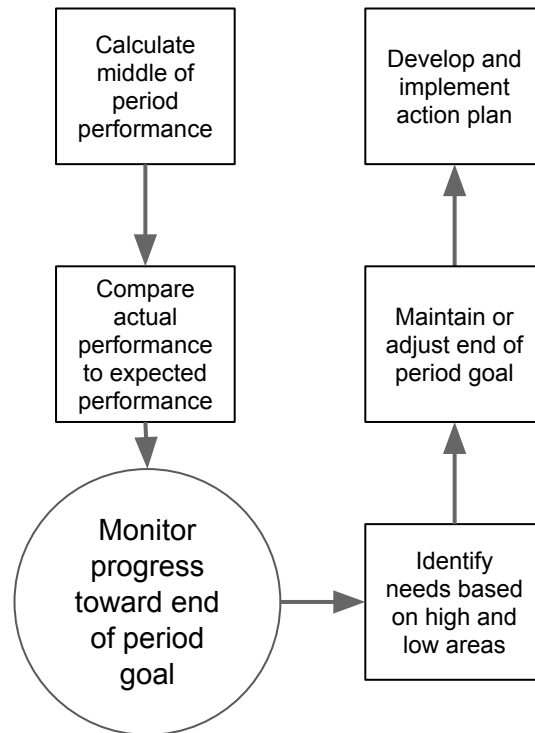 Calculate
middle of
period
performance
Compare
actual
performance
to expected
performance
Monitor
progress
toward end
of period
goal
Identify
needs based
on high and
low areas
Maintain or
adjust end of
period goal
Develop and
implement
action plan